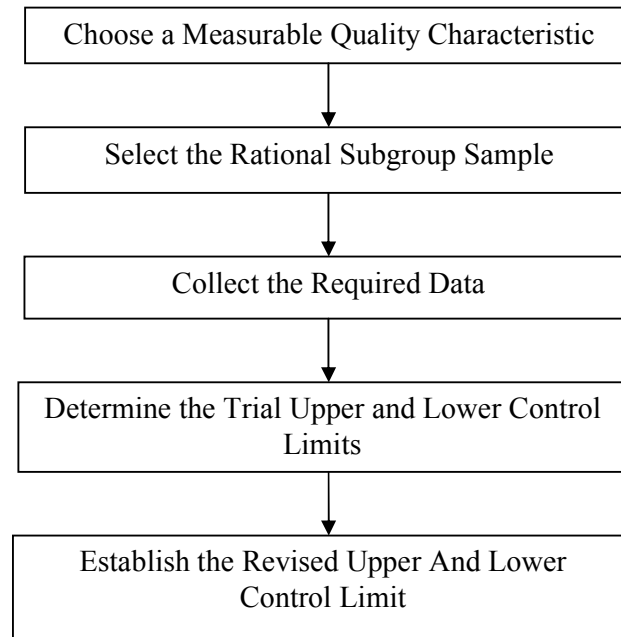 Choose a Measurable Quality Characteristic
Select the Rational Subgroup Sample
Collect the Required Data
Determine the Trial Upper and Lower Control
Limits
Establish the Revised Upper And Lower
Control Limit